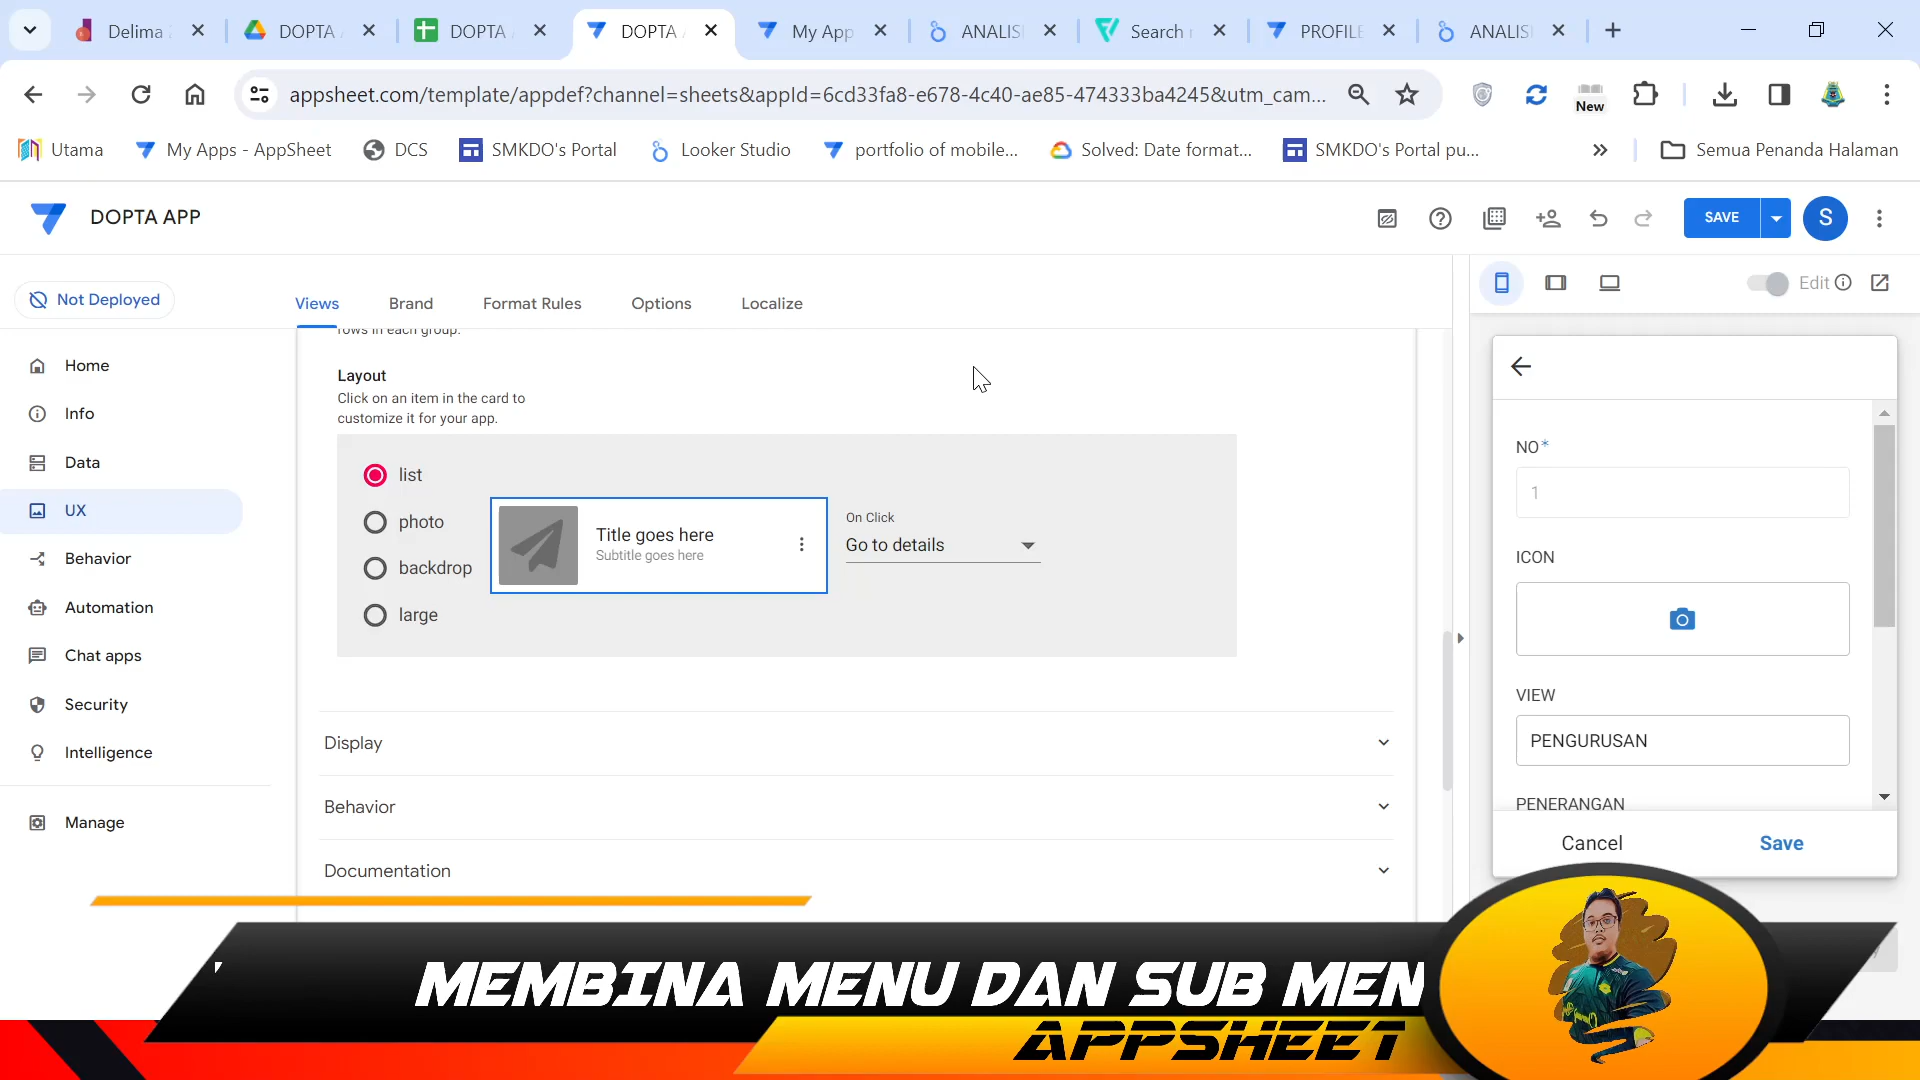 Delima
DOPTA
DOPTA
DOPTA
My App
ANALIS
Search
PROFILE
ANALIS
appsheet.com/template/appdef?channel=sheets&appId=6cd33fa8-e678-4c40-ae85-474333ba4245&utm_cam...
New
Utama
My Apps - AppSheet
DCS
SMKDO's Portal
Looker Studio
portfolio of mobile...
Solved: Date format...
SMKDO's Portal pu...
Semua Penanda Halaman
DOPTA APP
SAVE
S
Not Deployed
Views
Brand
Format Rules
Options
Localize
Edit
rows in each group.
Home
Info
Data
UX
Behavior
Automation
Chat apps
Security
Intelligence
Manage
Layout
Click on an item in the card to
customize it for your app.
list
photo
backdrop
large
Title goes here
Subtitle goes here
On Click
Go to details
Display
Behavior
Documentation
NO*
1
ICON
VIEW
PENGURUSAN
PENERANGAN
Cancel
Save
MEMBINA MENU DAN SUB MEN
APPSHEET